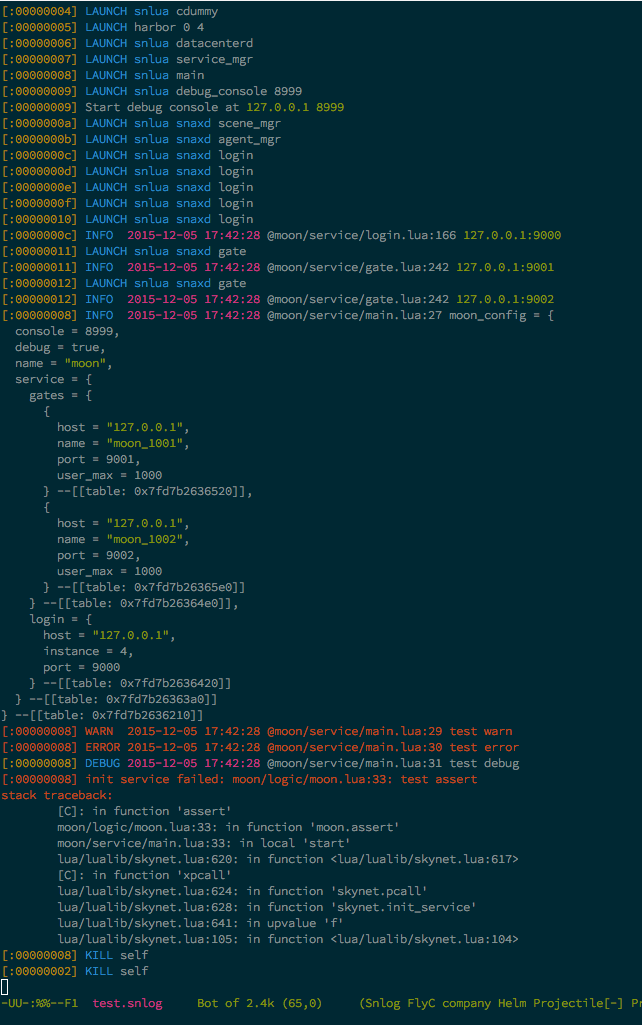 [:00000004] LAUNCH snlua cdummy
[:00000005] LAUNCH harbor 0 4
[:00000006] LAUNCH snlua datacenterd
[:00000007] LAUNCH snlua service_mgr
[:00000008] LAUNCH snlua main
[:00000009] LAUNCH snlua debug_console 8999
[:00000009] Start debug console at 127.0.0.1 8999
[:0000000a] LAUNCH snlua snaxd scene_mgr
[:0000000b] LAUNCH snlua snaxd agent_mgr
[:0000000c] LAUNCH snlua snaxd login
[:0000000d] LAUNCH snlua snaxd login
[:0000000e] LAUNCH snlua snaxd login
[:0000000f] LAUNCH snlua snaxd login
[:00000010] LAUNCH snlua snaxd login
[:0000000c] INFO  2015-12-05 17:42:28 @moon/service/login.lua:166 127.0.0.1:9000
[:00000011] LAUNCH snlua snaxd gate
[:00000011] INFO  2015-12-05 17:42:28 @moon/service/gate.lua:242 127.0.0.1:9001
[:00000012] LAUNCH snlua snaxd gate
[:00000012] INFO  2015-12-05 17:42:28 @moon/service/gate.lua:242 127.0.0.1:9002
[:00000008] INFO  2015-12-05 17:42:28 @moon/service/main.lua:27 moon_config = {
  console = 8999,
  debug = true,
  name = "moon",
  service = {
    gates = {
      {
        host = "127.0.0.1",
        name = "moon_1001",
        port = 9001,
        user_max = 1000
      } --[[table: 0x7fd7b2636520]],
      {
        host = "127.0.0.1",
        name = "moon_1002",
        port = 9002,
        user_max = 1000
      } --[[table: 0x7fd7b26365e0]]
    } --[[table: 0x7fd7b26364e0]],
    login = {
      host = "127.0.0.1",
      instance = 4,
      port = 9000
    } --[[table: 0x7fd7b2636420]]
  } --[[table: 0x7fd7b26363a0]]
} --[[table: 0x7fd7b2636210]]
[:00000008] WARN  2015-12-05 17:42:28 @moon/service/main.lua:29 test warn
[:00000008] ERROR 2015-12-05 17:42:28 @moon/service/main.lua:30 test error
[:00000008] DEBUG 2015-12-05 17:42:28 @moon/service/main.lua:31 test debug
[:00000008] init service failed: moon/logic/moon.lua:33: test assert
stack traceback:
        [C]: in function 'assert'
        moon/logic/moon.lua:33: in function 'moon.assert'
        moon/service/main.lua:33: in local 'start'
        lua/lualib/skynet.lua:620: in function <lua/lualib/skynet.lua:617>
        [C]: in function 'xpcall'
        lua/lualib/skynet.lua:624: in function 'skynet.pcall'
        lua/lualib/skynet.lua:628: in function 'skynet.init_service'
        lua/lualib/skynet.lua:641: in upvalue 'f'
        lua/lualib/skynet.lua:105: in function <lua/lualib/skynet.lua:104>
[:00000008] KILL self
[:00000002] KILL self
-UU-:%%--F1  test.snlog     Bot of 2.4k (65,0)     (Snlog FlyC company Helm Projectile[-] Pr